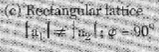 (c) Rectangular lattice
|a₁| ≠ |a₂| ; φ = 90°